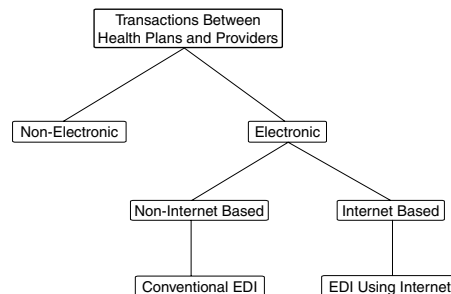 Transactions Between
Health Plans and Providers
Non-Electronic
Electronic
Non-Internet Based
Internet Based
Conventional EDI
EDI Using Internet